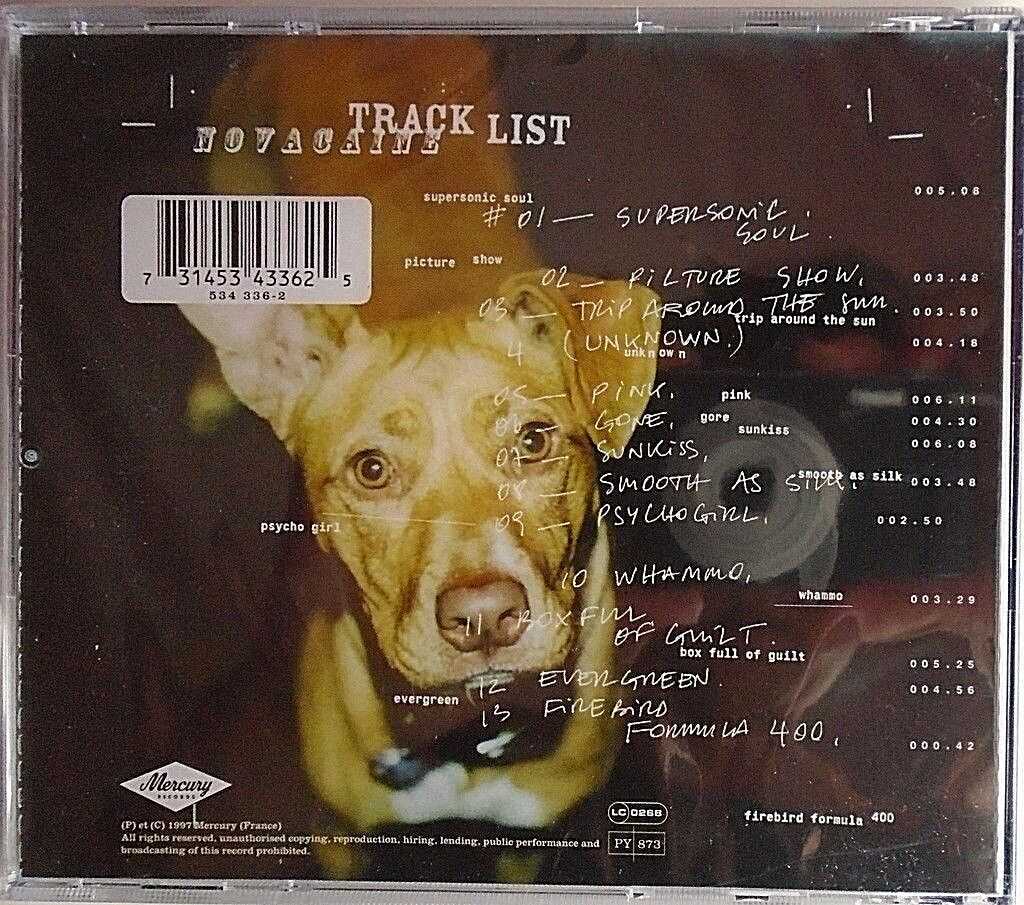 TRACK LIST
NOVACAINE
005.08
supersonic soul
# 01 — SUPERSONIC
SOUL
picture show
02 — PICTURE SHOW.
003.48
03 — TRIP AROUND THE SUN.
003.50
trip around the sun
4 (UNKNOWN.)
004.18
unknown
05 — PINK.
pink
006.11
06 — GONE.
gore
004.30
sunkiss
07 — SUNKISS,
006.08
08 — SMOOTH AS SILK.
smooth as silk
003.48
09 — PSYCHOGIRL.
002.50
psycho girl
10 WHAMMO,
whammo
003.29
11 BOXFULL
OF GUILT.
box full of guilt
005.25
12 EVERGREEN.
004.56
evergreen
13 FIREBIRD
FORMULA 400.
000.42
firebird formula 400
7 31453 43362 5
534 336-2
Mercury
RECORDS
(P) et (C) 1997 Mercury (France)
All rights reserved, unauthorised copying, reproduction, hiring, lending, public performance and
broadcasting of this record prohibited.
LC 0268
PY 873